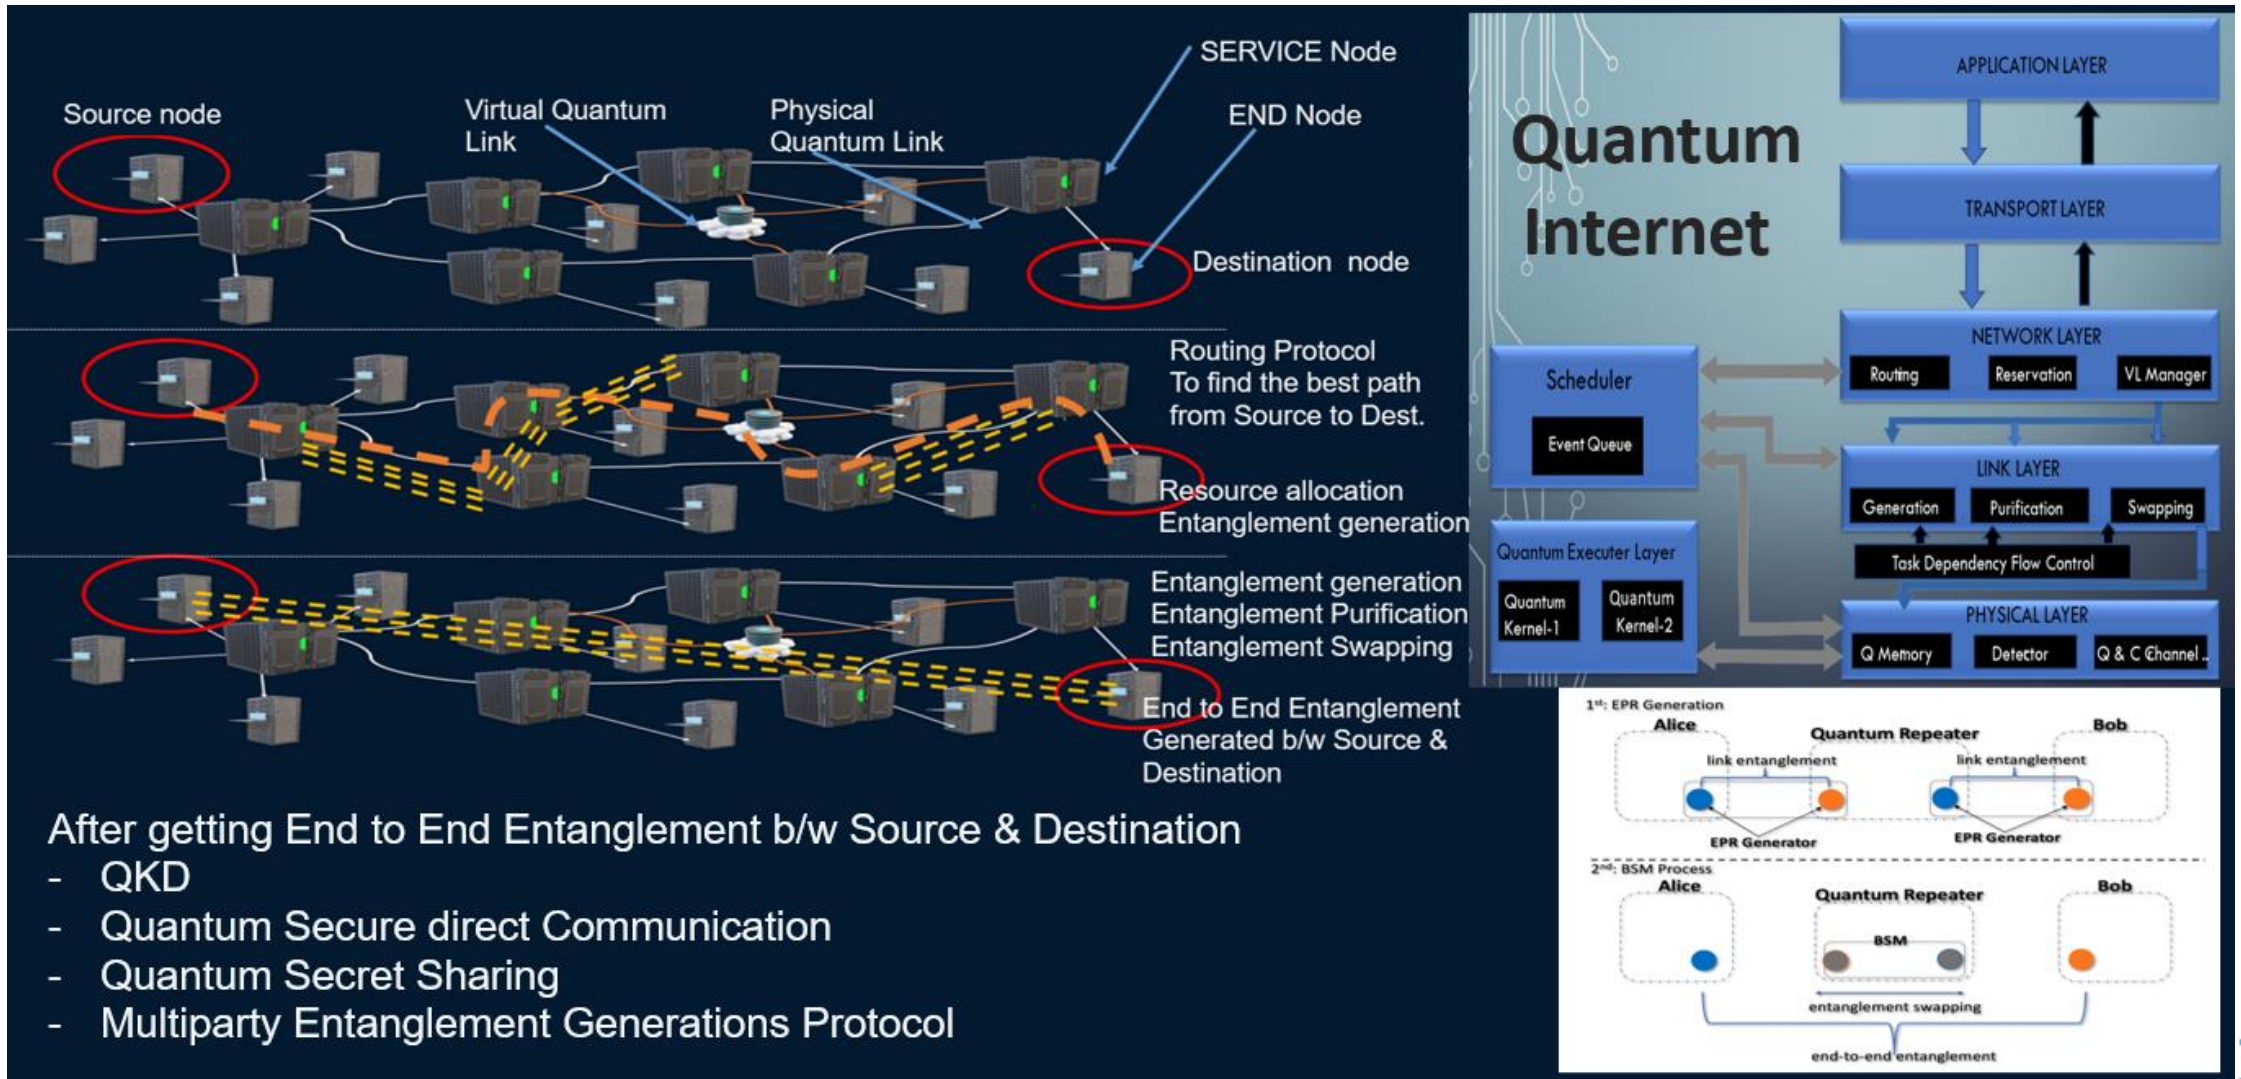 Source node
Virtual Quantum
Link
Physical
Quantum Link
SERVICE Node
END Node
Destination node
Routing Protocol
To find the best path
from Source to Dest.
Resource allocation
Entanglement generation
Entanglement generation
Entanglement Purification
Entanglement Swapping
End to End Entanglement
Generated b/w Source &
Destination
After getting End to End Entanglement b/w Source & Destination
- QKD
- Quantum Secure direct Communication
- Quantum Secret Sharing
- Multiparty Entanglement Generations Protocol
Quantum
Internet
APPLICATION LAYER
TRANSPORT LAYER
NETWORK LAYER
Routing
Reservation
VL Manager
Scheduler
Event Queue
LINK LAYER
Generation
Purification
Swapping
Task Dependency Flow Control
Quantum Executer Layer
Quantum
Kernel-1
Quantum
Kernel-2
PHYSICAL LAYER
Q Memory
Detector
Q & C Channel ..
1st: EPR Generation
Alice
Quantum Repeater
Bob
link entanglement
link entanglement
EPR Generator
EPR Generator
2nd: BSM Process
Alice
Quantum Repeater
Bob
BSM
entanglement swapping
end-to-end entanglement